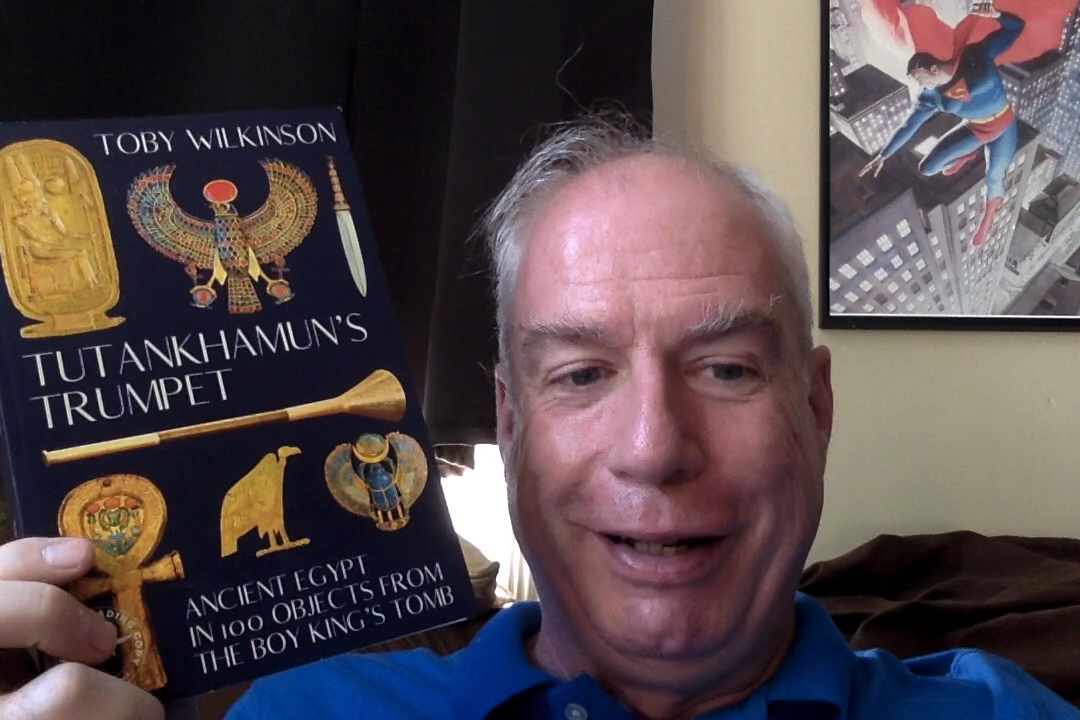 TOBY WILKINSON
TUTANKHAMUN'S
TRUMPET
ANCIENT EGYPT
IN 100 OBJECTS FROM
THE BOY KING'S TOMB